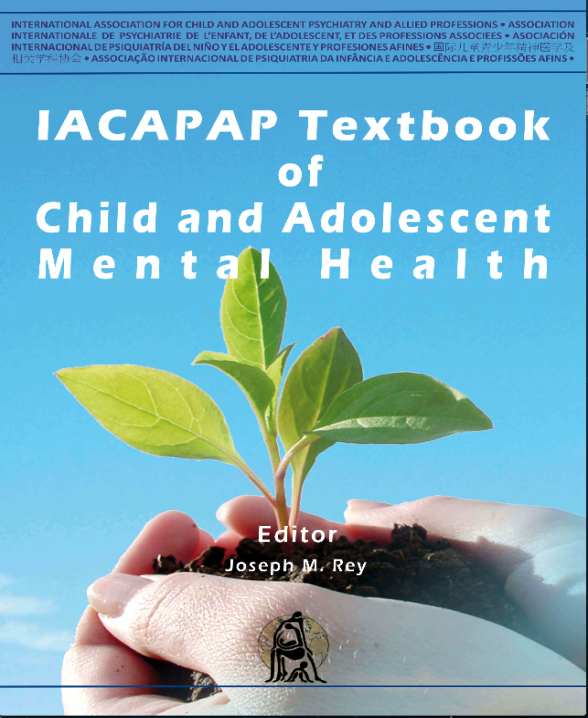 INTERNATIONAL ASSOCIATION FOR CHILD AND ADOLESCENT PSYCHIATRY AND ALLIED PROFESSIONS • ASSOCIATION
INTERNATIONALE DE PSYCHIATRIE DE L'ENFANT, DE L'ADOLESCENT, ET DES PROFESSIONS ASSOCIEES • ASOCIACIÓN
INTERNACIONAL DE PSIQUIATRÍA DEL NIÑO Y EL ADOLESCENTE Y PROFESIONES AFINES • 国际儿童青少年精神医学及
相关学科协会 • ASSOCIAÇÃO INTERNACIONAL DE PSIQUIATRIA DA INFÂNCIA E ADOLESCÊNCIA E PROFISSÕES AFINS •
IACAPAP Textbook
of
Child and Adolescent
Mental Health
Editor
Joseph M. Rey